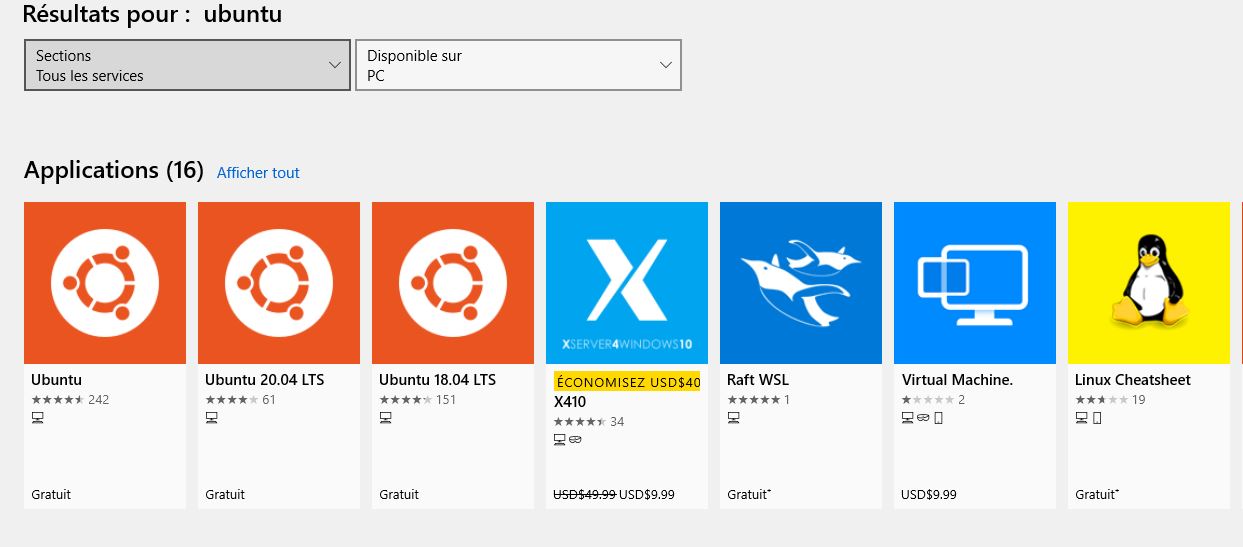 Résultats pour : ubuntu
Sections
Tous les services
Disponible sur
PC
Applications (16) Afficher tout
XSERVER4WINDOWS10
Ubuntu
242
Gratuit
Ubuntu 20.04 LTS
61
Gratuit
Ubuntu 18.04 LTS
151
Gratuit
ÉCONOMISEZ USD$40
X410
34
USD$49.99 USD$9.99
Raft WSL
1
Gratuit*
Virtual Machine.
2
USD$9.99
Linux Cheatsheet
19
Gratuit*